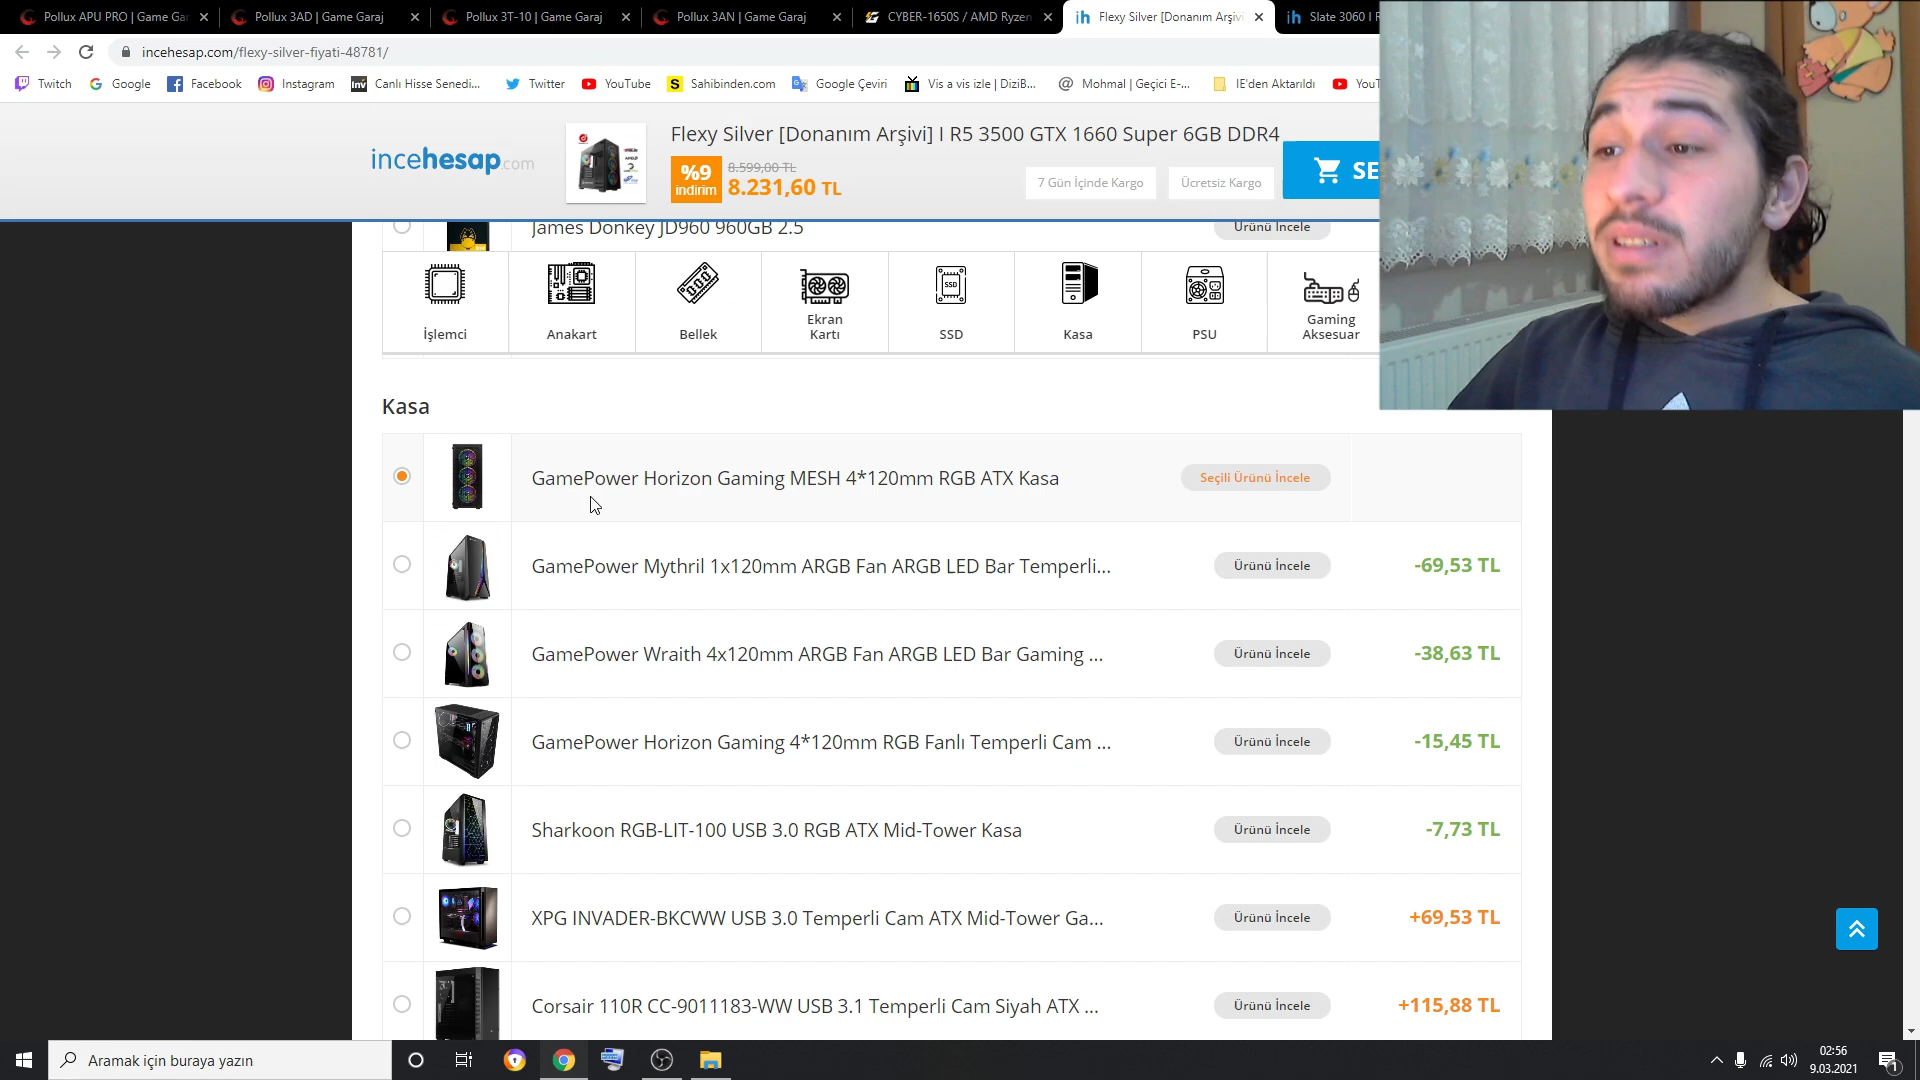 Pollux APU PRO | Game Gar
Pollux 3AD | Game Garaj
Pollux 3T-10 | Game Garaj
Pollux 3AN | Game Garaj
CYBER-1650S / AMD Ryzen
Flexy Silver [Donanım Arşivi
Slate 3060 I R
incehesap.com/flexy-silver-fiyati-48781/
Twitch
Google
Facebook
Instagram
Inv Canlı Hisse Senedi...
Twitter
YouTube
S Sahibinden.com
Google Çeviri
Vis a vis izle | DiziB...
@ Mohmal | Geçici E-...
IE'den Aktarıldı
YouT
incehesap.com
Flexy Silver [Donanım Arşivi] I R5 3500 GTX 1660 Super 6GB DDR4
%9 indirim
8.599,00 TL
8.231,60 TL
7 Gün İçinde Kargo
Ücretsiz Kargo
SE
James Donkey JD960 960GB 2.5
Ürünü İncele
İşlemci
Anakart
Bellek
Ekran Kartı
SSD
Kasa
PSU
Gaming Aksesuar
Kasa
GamePower Horizon Gaming MESH 4*120mm RGB ATX Kasa
Seçili Ürünü İncele
GamePower Mythril 1x120mm ARGB Fan ARGB LED Bar Temperli...
Ürünü İncele
-69,53 TL
GamePower Wraith 4x120mm ARGB Fan ARGB LED Bar Gaming ...
Ürünü İncele
-38,63 TL
GamePower Horizon Gaming 4*120mm RGB Fanlı Temperli Cam ...
Ürünü İncele
-15,45 TL
Sharkoon RGB-LIT-100 USB 3.0 RGB ATX Mid-Tower Kasa
Ürünü İncele
-7,73 TL
XPG INVADER-BKCWW USB 3.0 Temperli Cam ATX Mid-Tower Ga...
Ürünü İncele
+69,53 TL
Corsair 110R CC-9011183-WW USB 3.1 Temperli Cam Siyah ATX ...
Ürünü İncele
+115,88 TL
Aramak için buraya yazın
02:56
9.03.2021
1